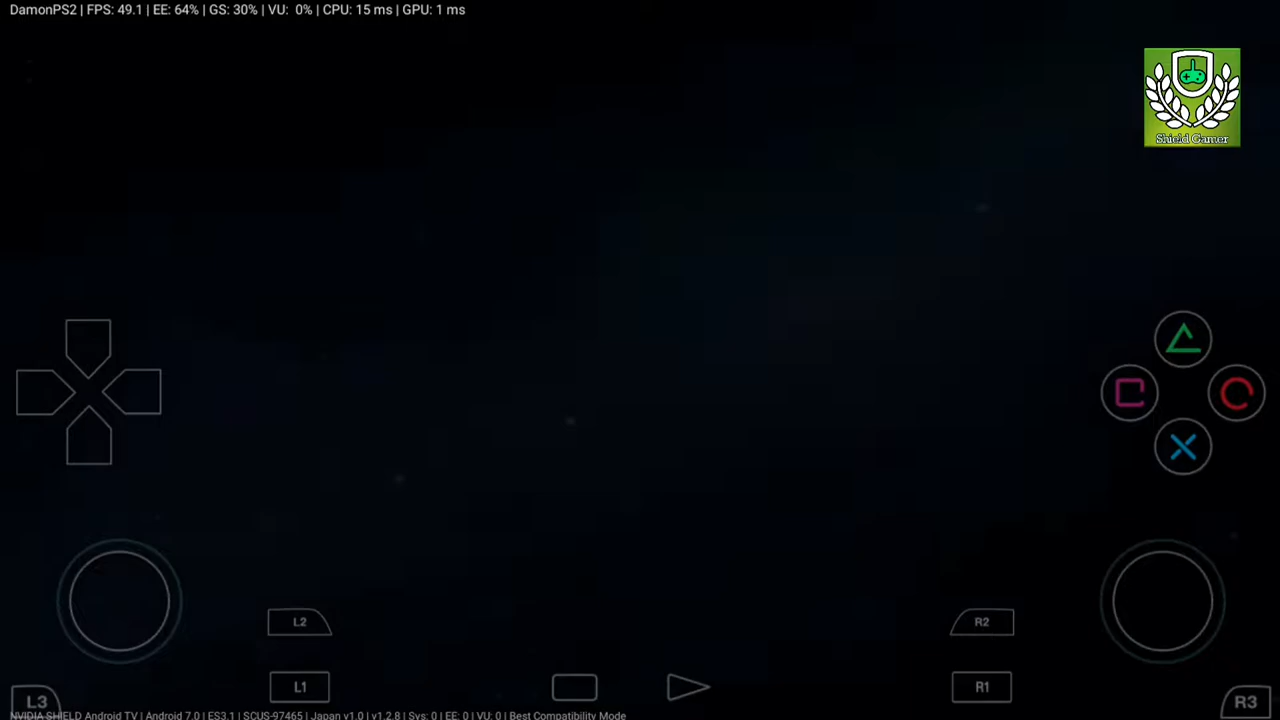 DamonPS2 | FPS: 49.1 | EE: 64% | GS: 30% | VU: 0% | CPU: 15 ms | GPU: 1 ms
Shield Gamer
L2
R2
L1
R1
L3
R3
NVIDIA SHIELD Android TV | Android 7.0 | ES3.1 | SCUS-97465 | Japan v1.0 | v1.2.8 | Sys: 0 | EE: 0 | VU: 0 | Best Compatibility Mode